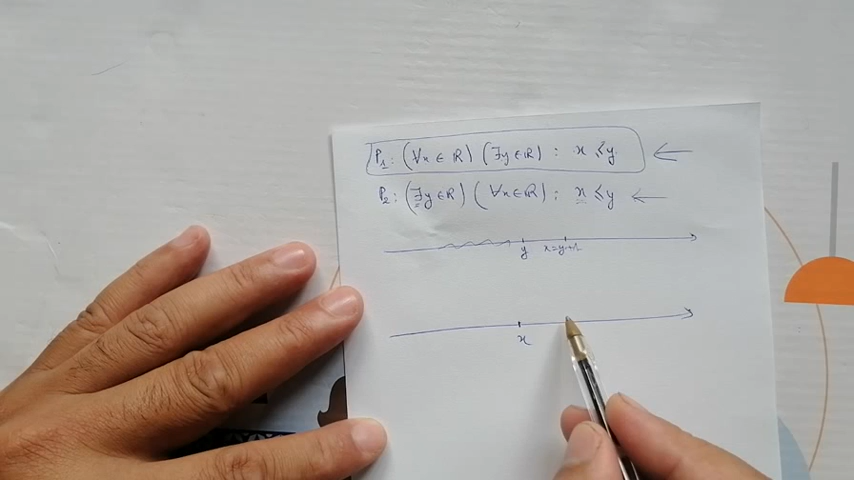 P₁: (∀x∈ℝ) (∃y∈ℝ) : x ≤ y
P₂: (∃y∈ℝ) (∀x∈ℝ) : x ≤ y
y x=y+1
x